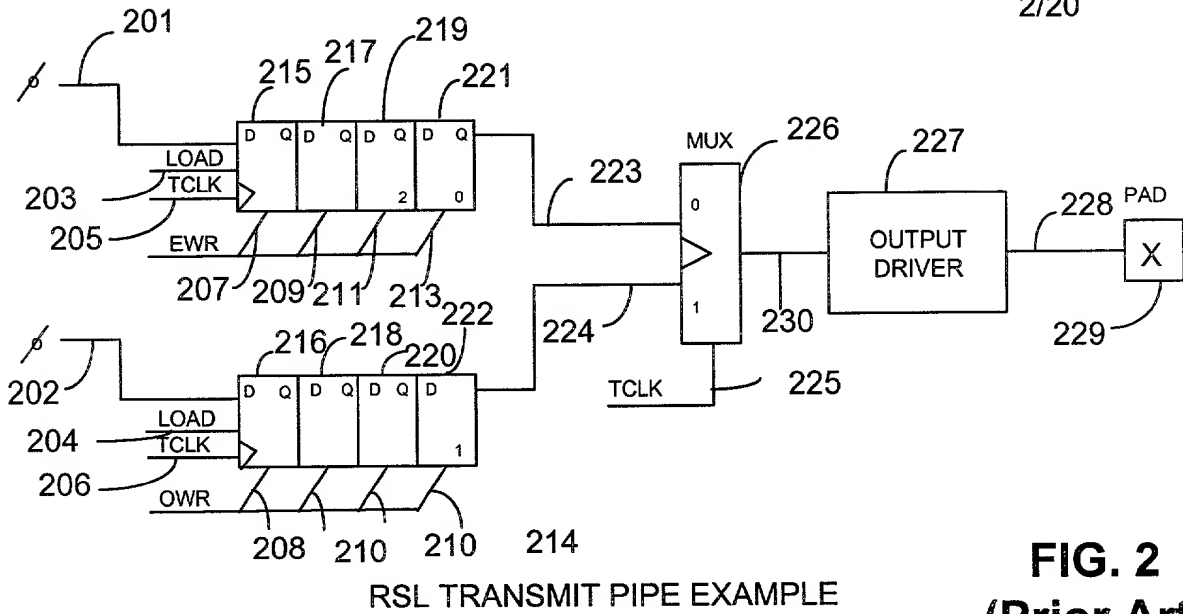 2/20
201
215
217
219
221
D Q D Q D Q D Q
LOAD
203
TCLK
205
2 0
EWR
207
209
211
213
MUX
226
223
0
1
224
230
227
OUTPUT
DRIVER
228
PAD
X
229
202
216
218
220
222
D Q D Q D Q D
LOAD
204
TCLK
206
1
OWR
208
210
210
214
TCLK
225
RSL TRANSMIT PIPE EXAMPLE
FIG. 2
(Prior Art